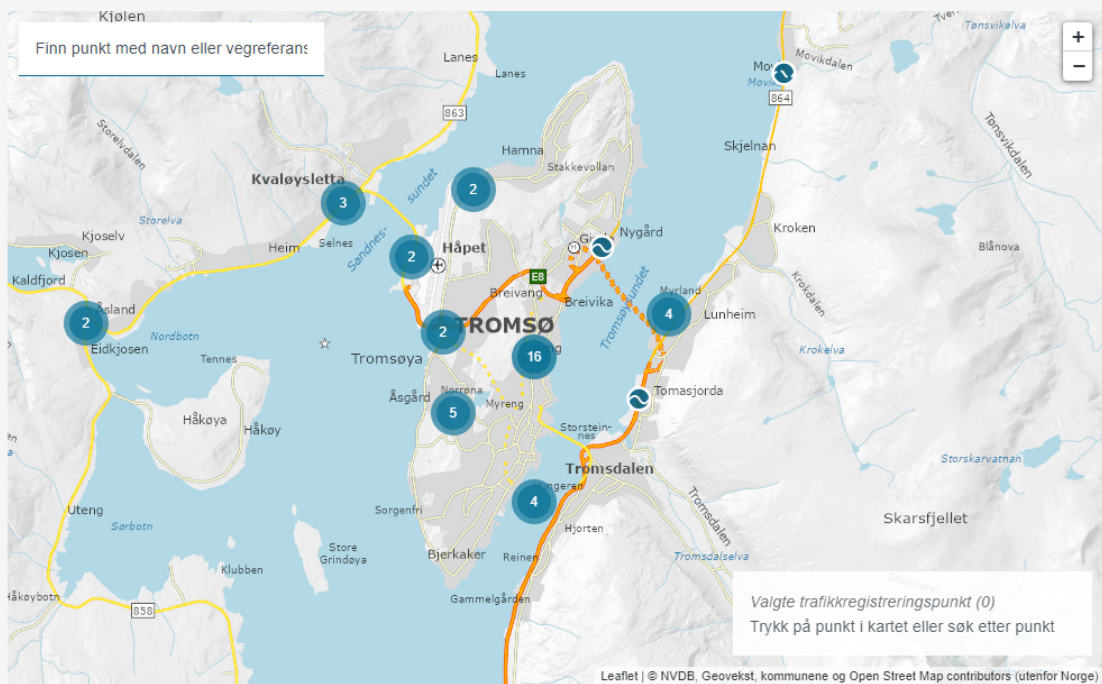 Kjølen
Finn punkt med navn eller vegreferans
+
−
Tønsvikelva
Movikdalen
Lanes
Lanes
863
864
Storelvdalen
Tønsvikdalen
Skjelnan
Hamna
Stakkevollan
Kvaløysletta
sundet
2
3
Storelva
Selnes
Heim
Sandnes-
Kjoselv
Kjosen
Håpet
2
H
Nygård
Kroken
Blånova
Kaldfjord
E8
Breivang
Breivika
Krokdalen
Tromsøysundet
Myrland
4
Lunheim
Åsland
2
Eidkjosen
Nordbotn
Tennes
2
TROMSØ
16
Tromsøya
Krokelva
Åsgård
Norrøna
Myreng
5
Tomasjorda
Håkøya
Håkøy
Storstein-
nes
Tromsdalen
Storskarvatnan
Uteng
Sørbotn
Sorgenfri
4
Hjorten
Tromsdalen
Skarsfjellet
Store
Grindøya
Bjerkaker
Reinen
Klubben
Tromsdalselva
Håkøybotn
858
Gammelgården
Valgte trafikkregistreringspunkt (0)
Trykk på punkt i kartet eller søk etter punkt
Leaflet | © NVDB, Geovekst, kommunene og Open Street Map contributors (utenfor Norge)